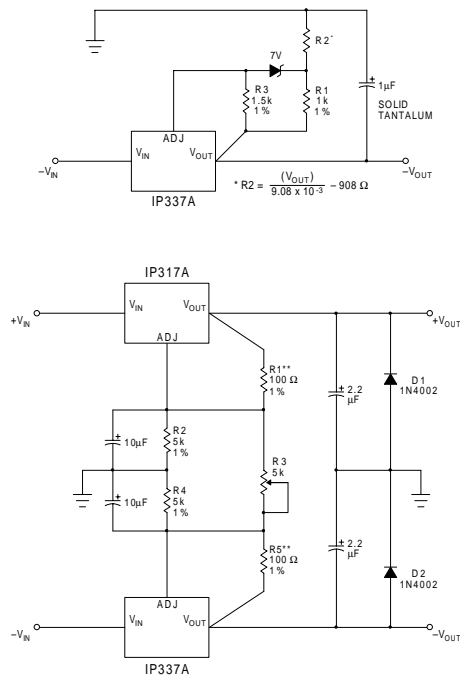 R2*
7V
R3
1.5k
1%
R1
1k
1%
+
1µF
SOLID
TANTALUM
ADJ
–VIN
VIN
VOUT
–VOUT
IP337A
* R2 = (VOUT) / 9.08 x 10-3 – 908 Ω
IP317A
+VIN
VIN
VOUT
+VOUT
ADJ
R1**
100 Ω
1%
D1
1N4002
+ 2.2
µF
+
10µF
R2
5k
1%
R3
5k
+
10µF
R4
5k
1%
+ 2.2
µF
R5**
100 Ω
1%
D2
1N4002
ADJ
–VIN
VIN
VOUT
–VOUT
IP337A